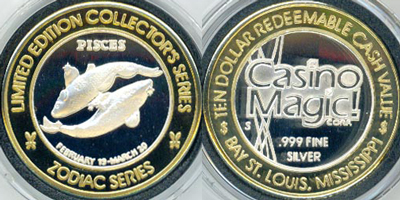 LIMITED EDITION COLLECTOR'S SERIES
PISCES
FEBRUARY 19-MARCH 20
ZODIAC SERIES
TEN DOLLAR REDEEMABLE CASH VALUE
Casino
Magic!
CORP.
S
.999 FINE
SILVER
BAY ST. LOUIS, MISSISSIPPI